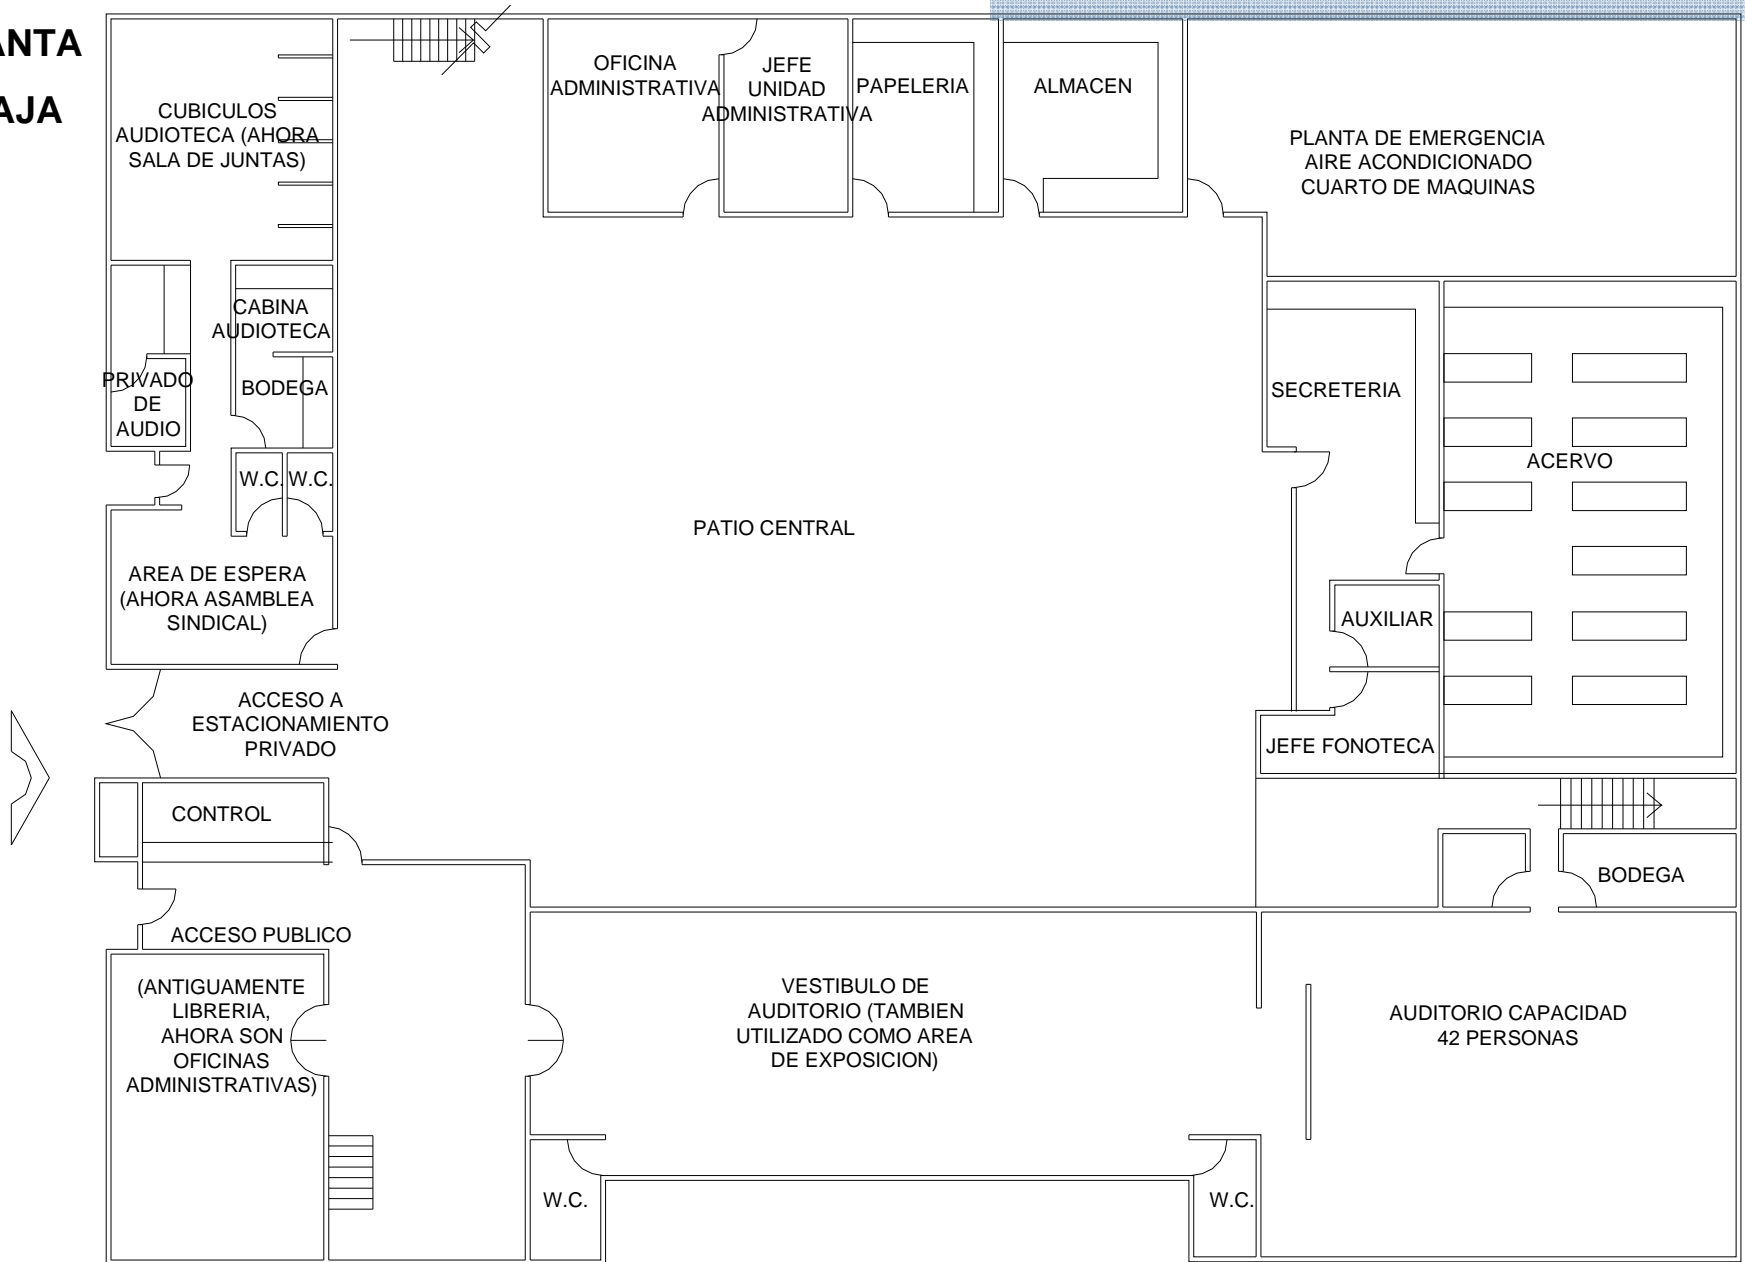 ANTA
AJA
CUBICULOS
AUDIOTECA (AHORA
SALA DE JUNTAS)
OFICINA
ADMINISTRATIVA
JEFE
UNIDAD
ADMINISTRATIVA
PAPELERIA
ALMACEN
PLANTA DE EMERGENCIA
AIRE ACONDICIONADO
CUARTO DE MAQUINAS
CABINA
AUDIOTECA
PRIVADO
DE
AUDIO
BODEGA
W.C.
W.C.
SECRETERIA
ACERVO
PATIO CENTRAL
AREA DE ESPERA
(AHORA ASAMBLEA
SINDICAL)
AUXILIAR
ACCESO A
ESTACIONAMIENTO
PRIVADO
JEFE FONOTECA
CONTROL
BODEGA
ACCESO PUBLICO
(ANTIGUAMENTE
LIBRERIA,
AHORA SON
OFICINAS
ADMINISTRATIVAS)
VESTIBULO DE
AUDITORIO (TAMBIEN
UTILIZADO COMO AREA
DE EXPOSICION)
AUDITORIO CAPACIDAD
42 PERSONAS
W.C.
W.C.